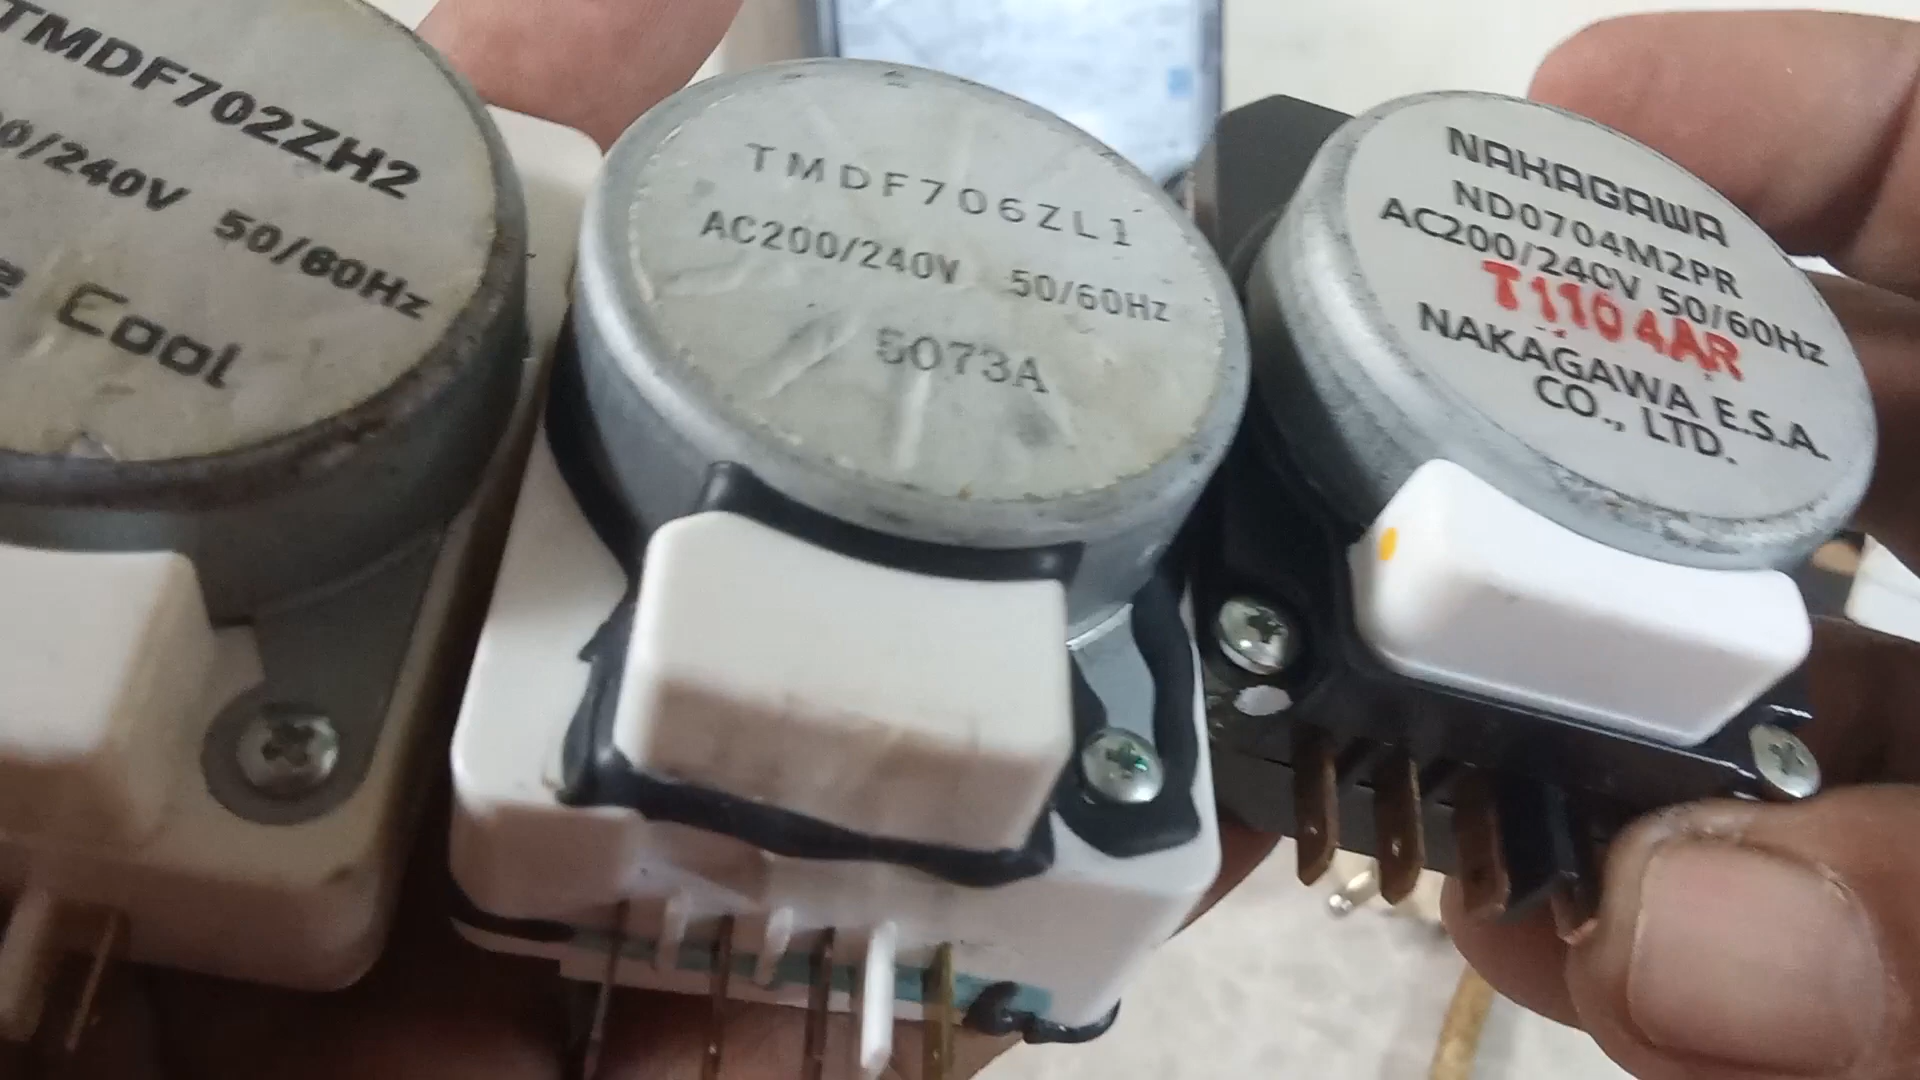 TMDF702ZH2
0/240V 50/60Hz
Cool
TMDF706ZL1
AC200/240V 50/60Hz
5073A
NAKAGAWA
ND0704M2PR
AC200/240V 50/60Hz
T1104AR
NAKAGAWA E.S.A.
CO., LTD.